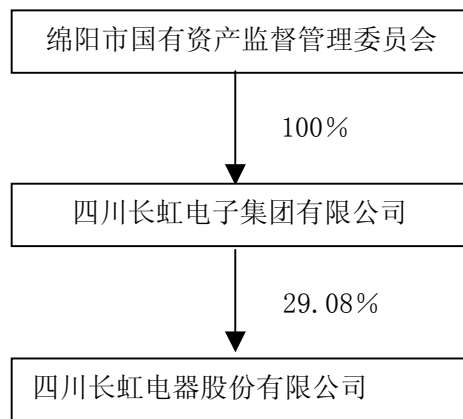 绵阳市国有资产监督管理委员会
100％
四川长虹电子集团有限公司
29.08％
四川长虹电器股份有限公司